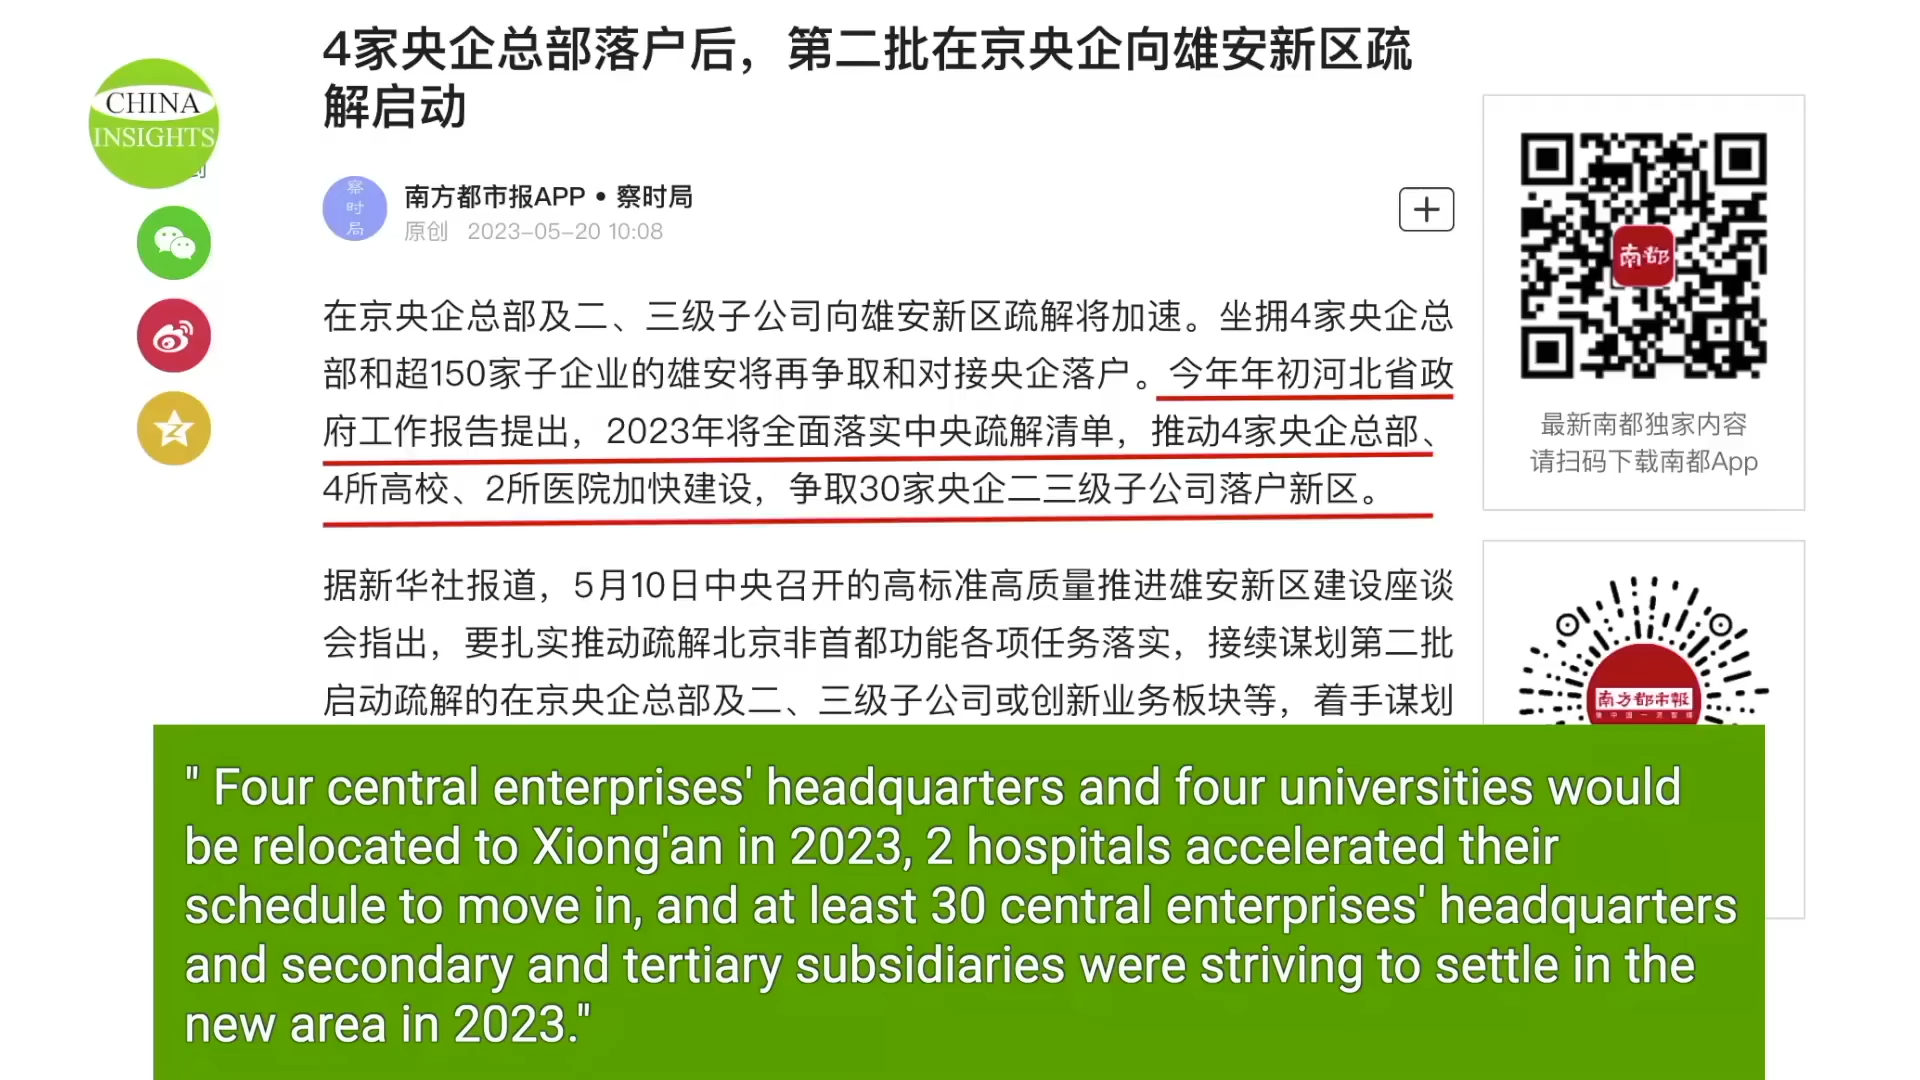 4家央企总部落户后，第二批在京央企向雄安新区疏
解启动
CHINA
INSIGHTS
察
时
局
南方都市报APP • 察时局
原创 2023-05-20 10:08
在京央企总部及二、三级子公司向雄安新区疏解将加速。坐拥4家央企总
部和超150家子企业的雄安将再争取和对接央企落户。今年年初河北省政
府工作报告提出，2023年将全面落实中央疏解清单，推动4家央企总部、
4所高校、2所医院加快建设，争取30家央企二三级子公司落户新区。
据新华社报道，5月10日中央召开的高标准高质量推进雄安新区建设座谈
会指出，要扎实推动疏解北京非首都功能各项任务落实，接续谋划第二批
启动疏解的在京央企总部及二、三级子公司或创新业务板块等，着手谋划
南都
最新南都独家内容
请扫码下载南都App
南方都市報
" Four central enterprises' headquarters and four universities would
be relocated to Xiong'an in 2023, 2 hospitals accelerated their
schedule to move in, and at least 30 central enterprises' headquarters
and secondary and tertiary subsidiaries were striving to settle in the
new area in 2023."